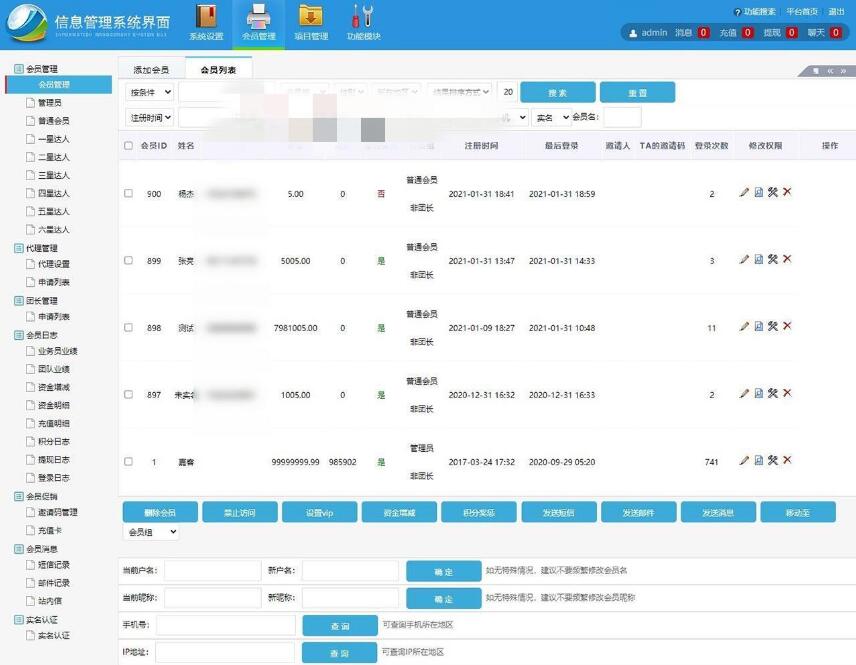 信息管理系统界面
INFORMATION MANAGEMENT SYSTEM GUI
系统设置 会员管理 项目管理 功能模块
功能搜索 平台首页 退出
admin 消息 0 充值 0 提现 0 聊天 0
会员管理
会员管理
管理员
普通会员
一星达人
二星达人
三星达人
四星达人
五星达人
六星达人
代理管理
代理设置
申请列表
团长管理
申请列表
会员日志
业务员业绩
团队业绩
资金增减
资金明细
充值明细
积分日志
提现日志
登录日志
会员促销
邀请码管理
充值卡
会员消息
短信记录
邮件记录
站内信
实名认证
实名认证
添加会员 会员列表
按条件 结果排序方式 20 搜 索 重 置
注册时间 实名 会员名:
会员ID 姓名 注册时间 最后登录 邀请人 TA的邀请码 登录次数 修改权限 操作
900 杨杰 5.00 0 否 普通会员 非团长 2021-01-31 18:41 2021-01-31 18:59 2
899 张亮 5005.00 0 是 普通会员 非团长 2021-01-31 13:47 2021-01-31 14:33 3
898 测试 7981005.00 0 是 普通会员 非团长 2021-01-09 18:27 2021-01-31 10:48 11
897 未实名 1005.00 0 是 普通会员 非团长 2020-12-31 16:32 2020-12-31 16:33 2
1 嘉睿 99999999.99 985902 是 管理员 非团长 2017-03-24 17:32 2020-09-29 05:20 741
删除会员 禁止访问 设置vip 资金增减 积分奖惩 发送短信 发送邮件 发送消息 移动至
会员组
当前户名: 新户名: 确 定 如无特殊情况，建议不要频繁修改会员名
当前昵称: 新昵称: 确 定 如无特殊情况，建议不要频繁修改会员昵称
手机号: 查 询 可查询手机所在地区
IP地址: 查 询 可查询IP所在地区